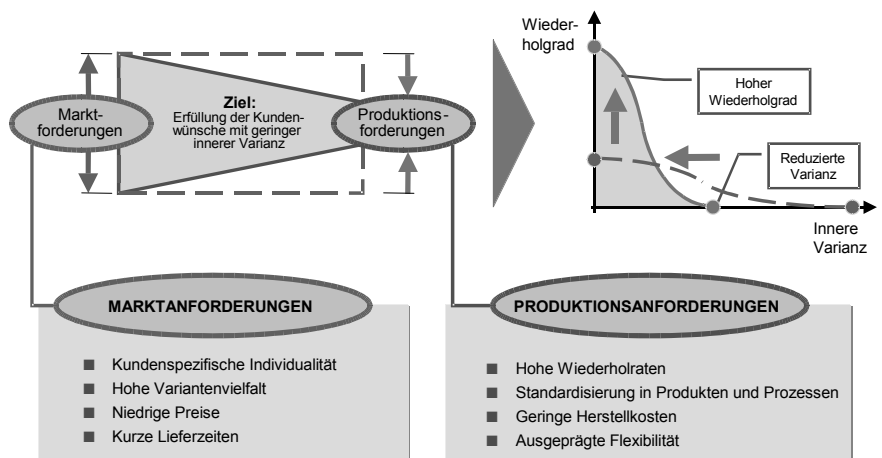 Markt-
forderungen
Ziel:
Erfüllung der Kunden-
wünsche mit geringer
innerer Varianz
Produktions-
forderungen
Wieder-
holgrad
Hoher
Wiederholgrad
Reduzierte
Varianz
Innere
Varianz
MARKTANFORDERUNGEN
Kundenspezifische Individualität
Hohe Variantenvielfalt
Niedrige Preise
Kurze Lieferzeiten
PRODUKTIONSANFORDERUNGEN
Hohe Wiederholraten
Standardisierung in Produkten und Prozessen
Geringe Herstellkosten
Ausgeprägte Flexibilität